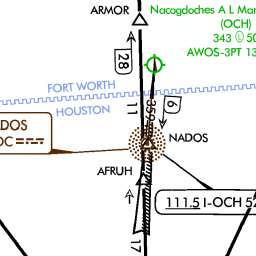 ARMOR
Nacogdoches A L Man
(OCH)
343 Ⓛ 50
AWOS-3PT 13
28
FORT WORTH
HOUSTON
11
359
6
DOS
OC
NADOS
AFRUH
111.5 I-OCH 52
17